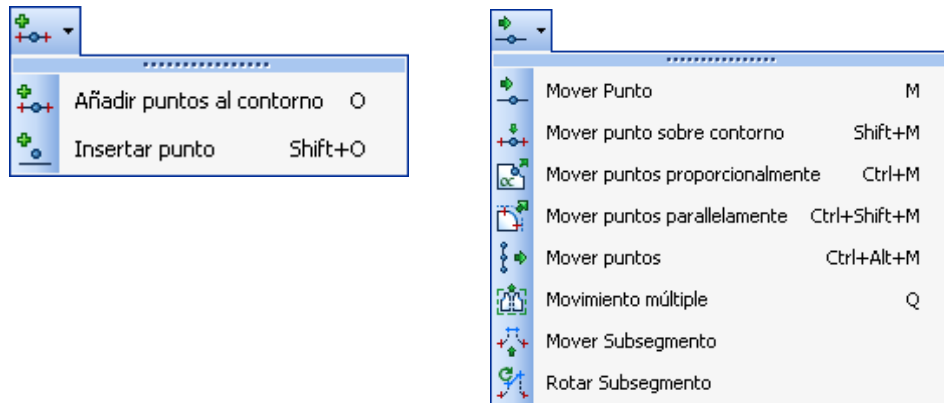 Añadir puntos al contorno O
Insertar punto Shift+O
Mover Punto M
Mover punto sobre contorno Shift+M
Mover puntos proporcionalmente Ctrl+M
Mover puntos parallelamente Ctrl+Shift+M
Mover puntos Ctrl+Alt+M
Movimiento múltiple Q
Mover Subsegmento
Rotar Subsegmento